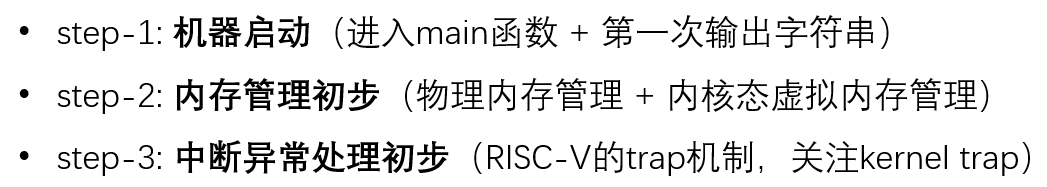 • step-1: 机器启动（进入main函数 + 第一次输出字符串）
• step-2: 内存管理初步（物理内存管理 + 内核态虚拟内存管理）
• step-3: 中断异常处理初步（RISC-V的trap机制，关注kernel trap）